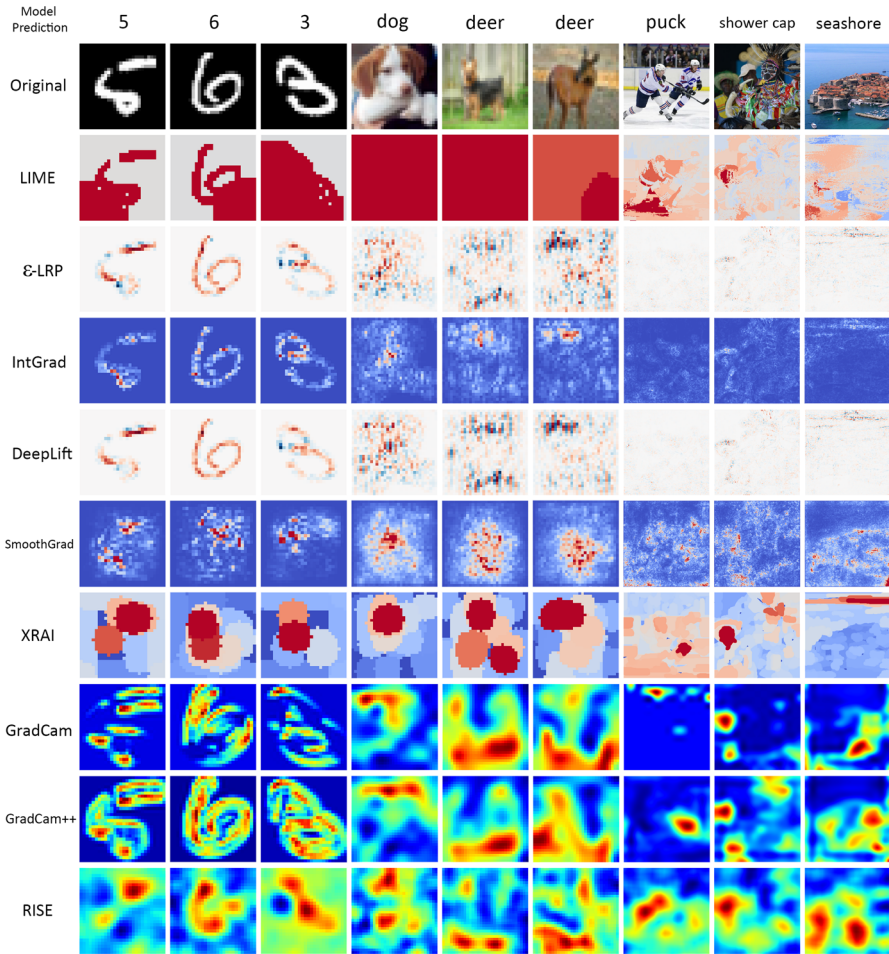 Model
Prediction
5 6 3 dog deer deer puck shower cap seashore
Original
LIME
Ɛ-LRP
IntGrad
DeepLift
SmoothGrad
XRAI
GradCam
GradCam++
RISE